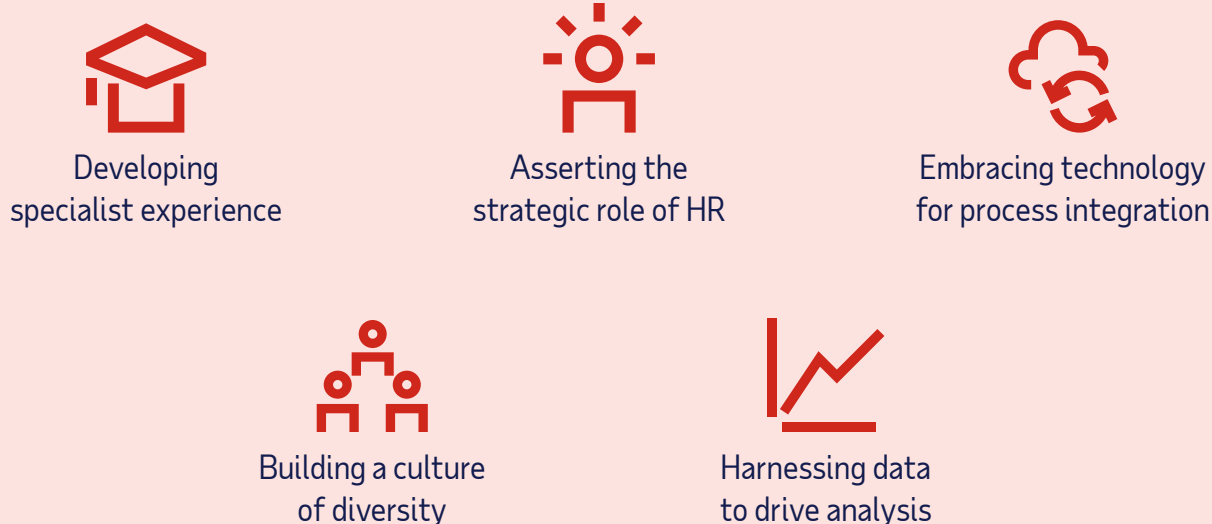 Developing
specialist experience
Asserting the
strategic role of HR
Embracing technology
for process integration
Building a culture
of diversity
Harnessing data
to drive analysis